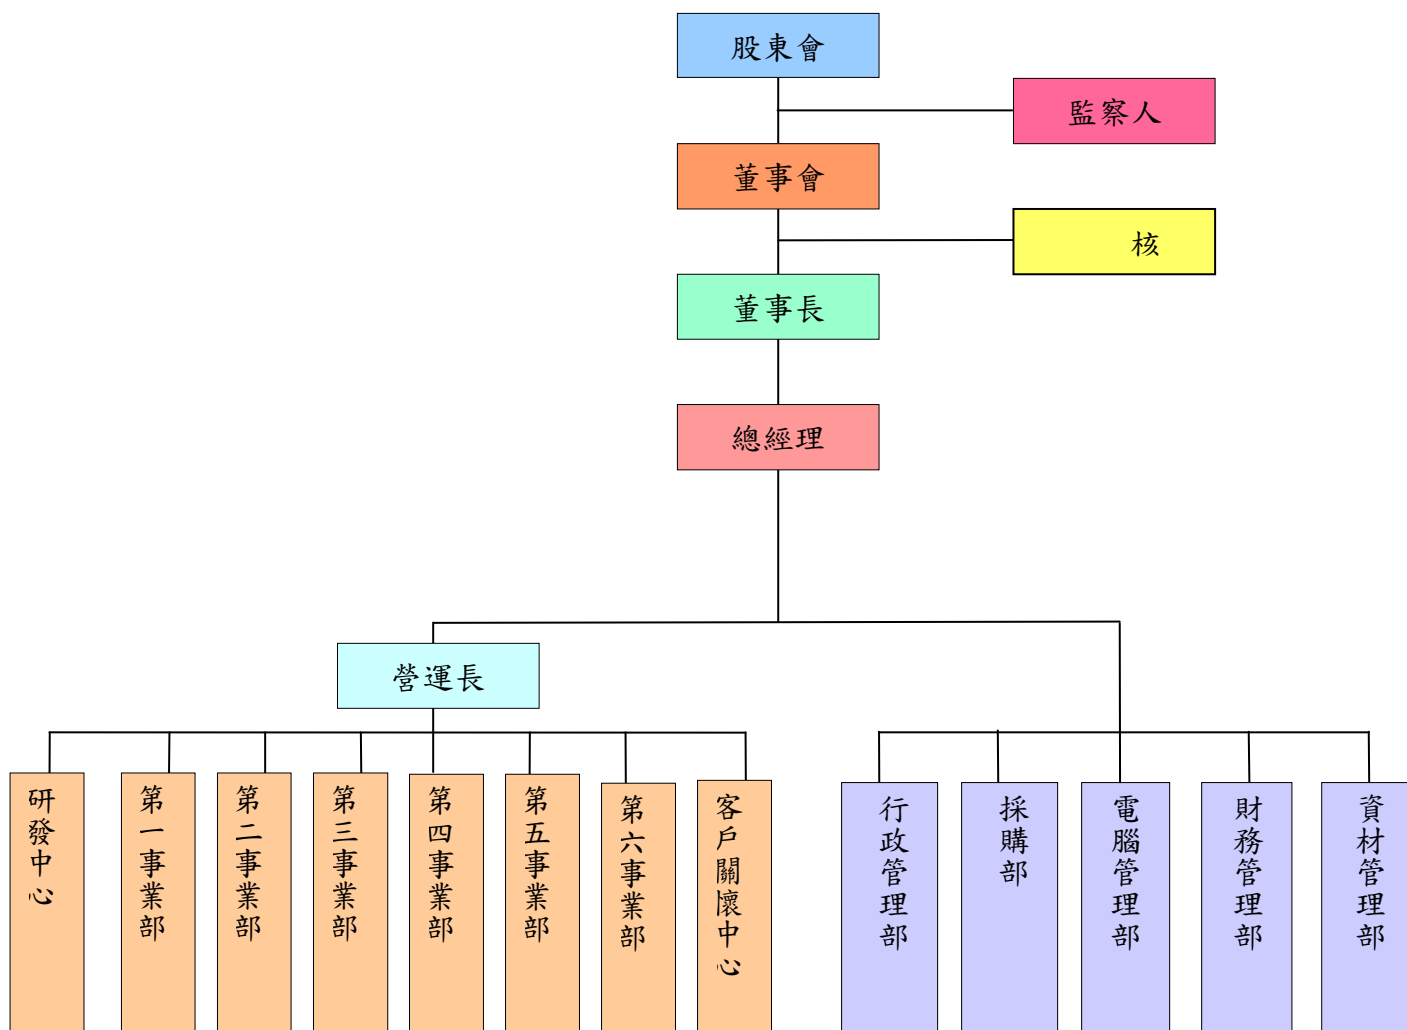 股東會
監察人
董事會
核
董事長
總經理
營運長
研發中心
第一事業部
第二事業部
第三事業部
第四事業部
第五事業部
第六事業部
客戶關懷中心
行政管理部
採購部
電腦管理部
財務管理部
資材管理部